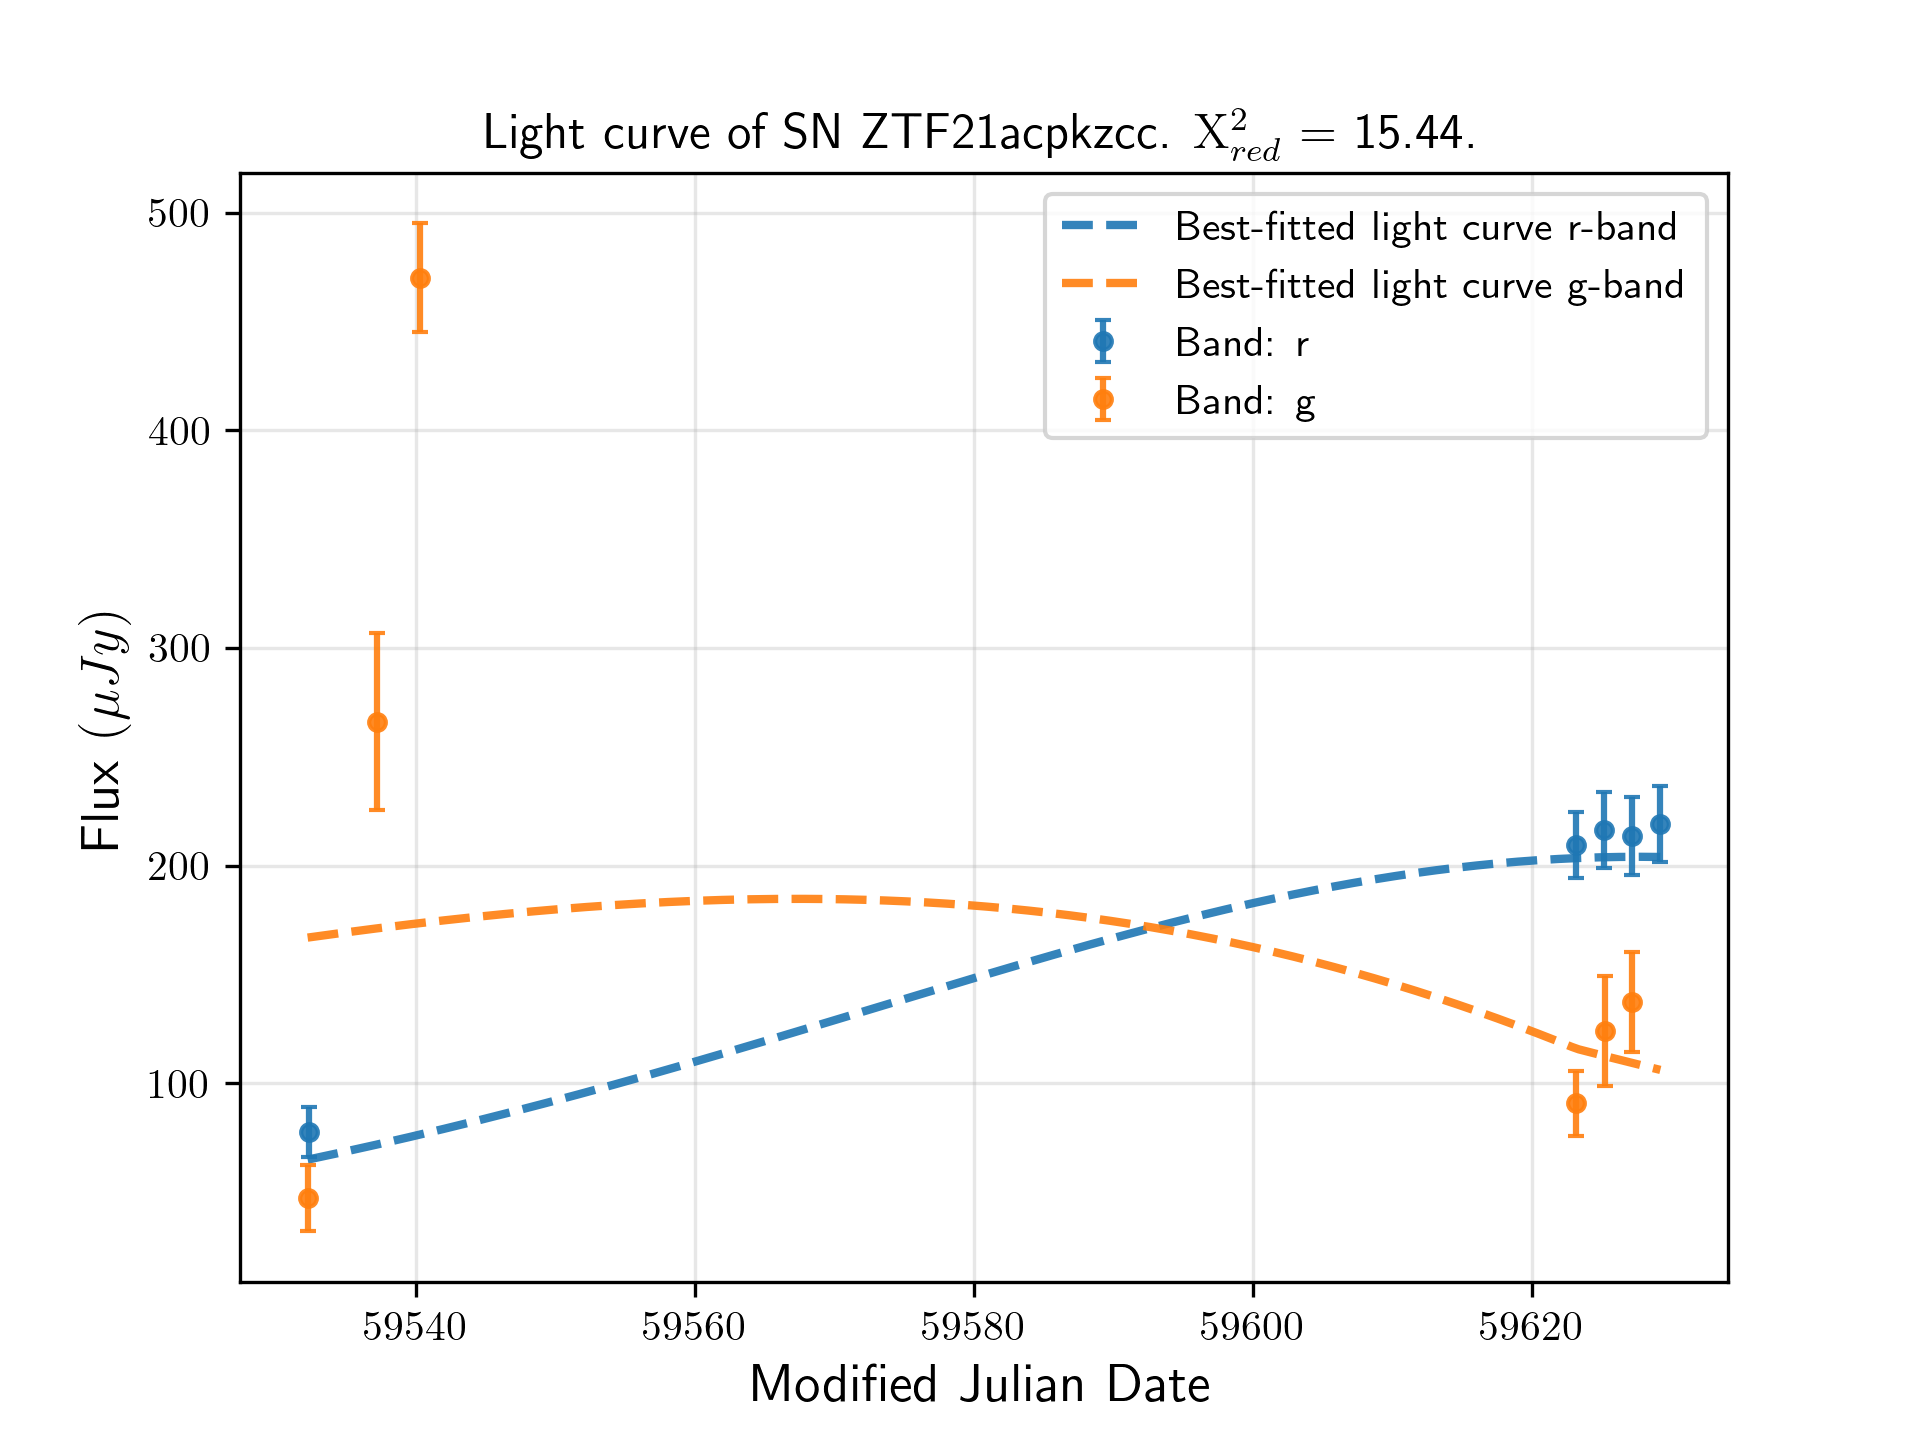 Light curve of SN ZTF21acpkzcc. X²_red = 15.44.
Best-fitted light curve r-band
Best-fitted light curve g-band
Band: r
Band: g
Flux (μJy)
500
400
300
200
100
59540 59560 59580 59600 59620
Modified Julian Date